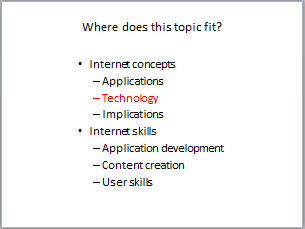 Where does this topic fit?
• Internet concepts
– Applications
– Technology
– Implications
• Internet skills
– Application development
– Content creation
– User skills